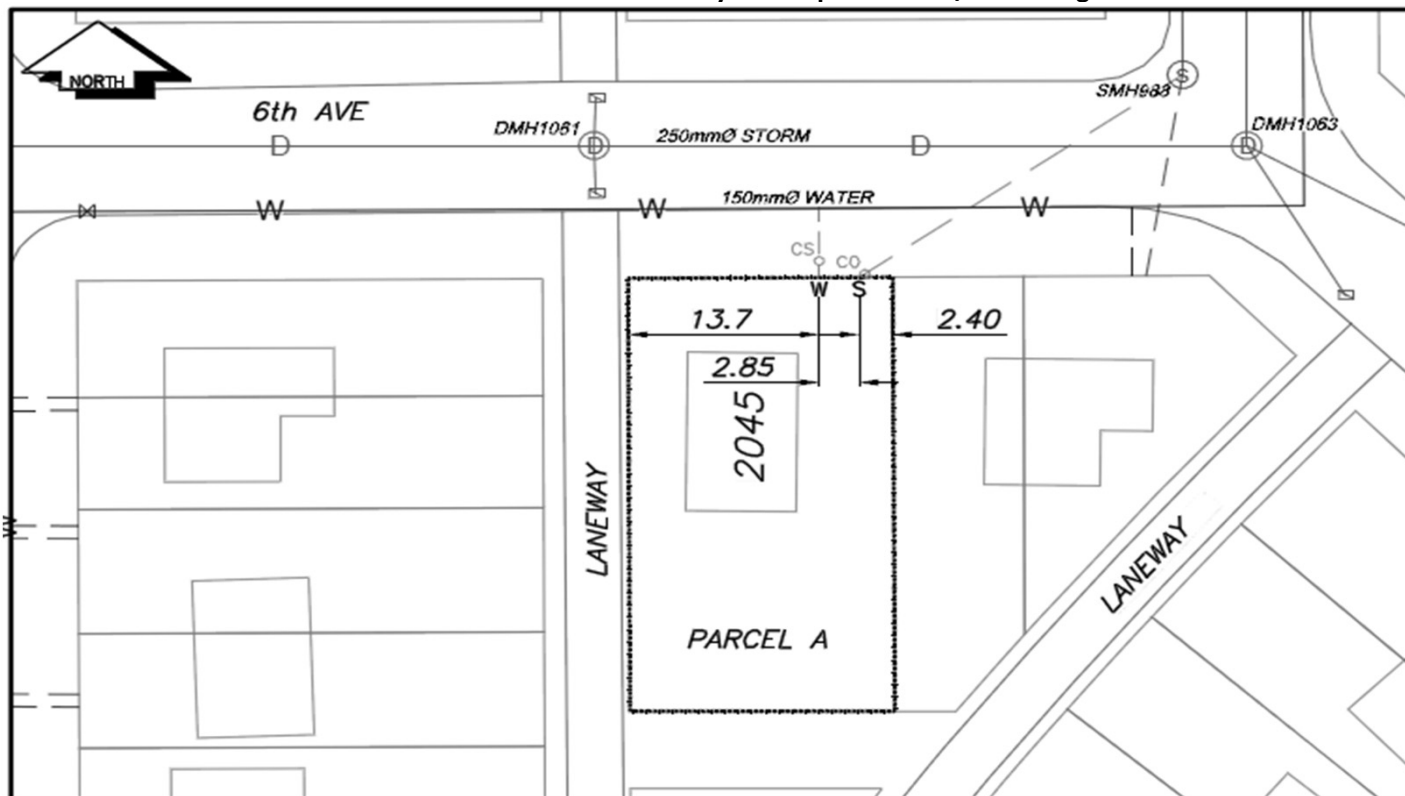 NORTH
6th AVE
SMH988
DMH1061
250mmØ STORM
DMH1063
S
D
D
D
D
150mmØ WATER
W
W
W
CS
CO
W
S
13.7
2.40
2.85
2045
LANEWAY
LANEWAY
PARCEL A